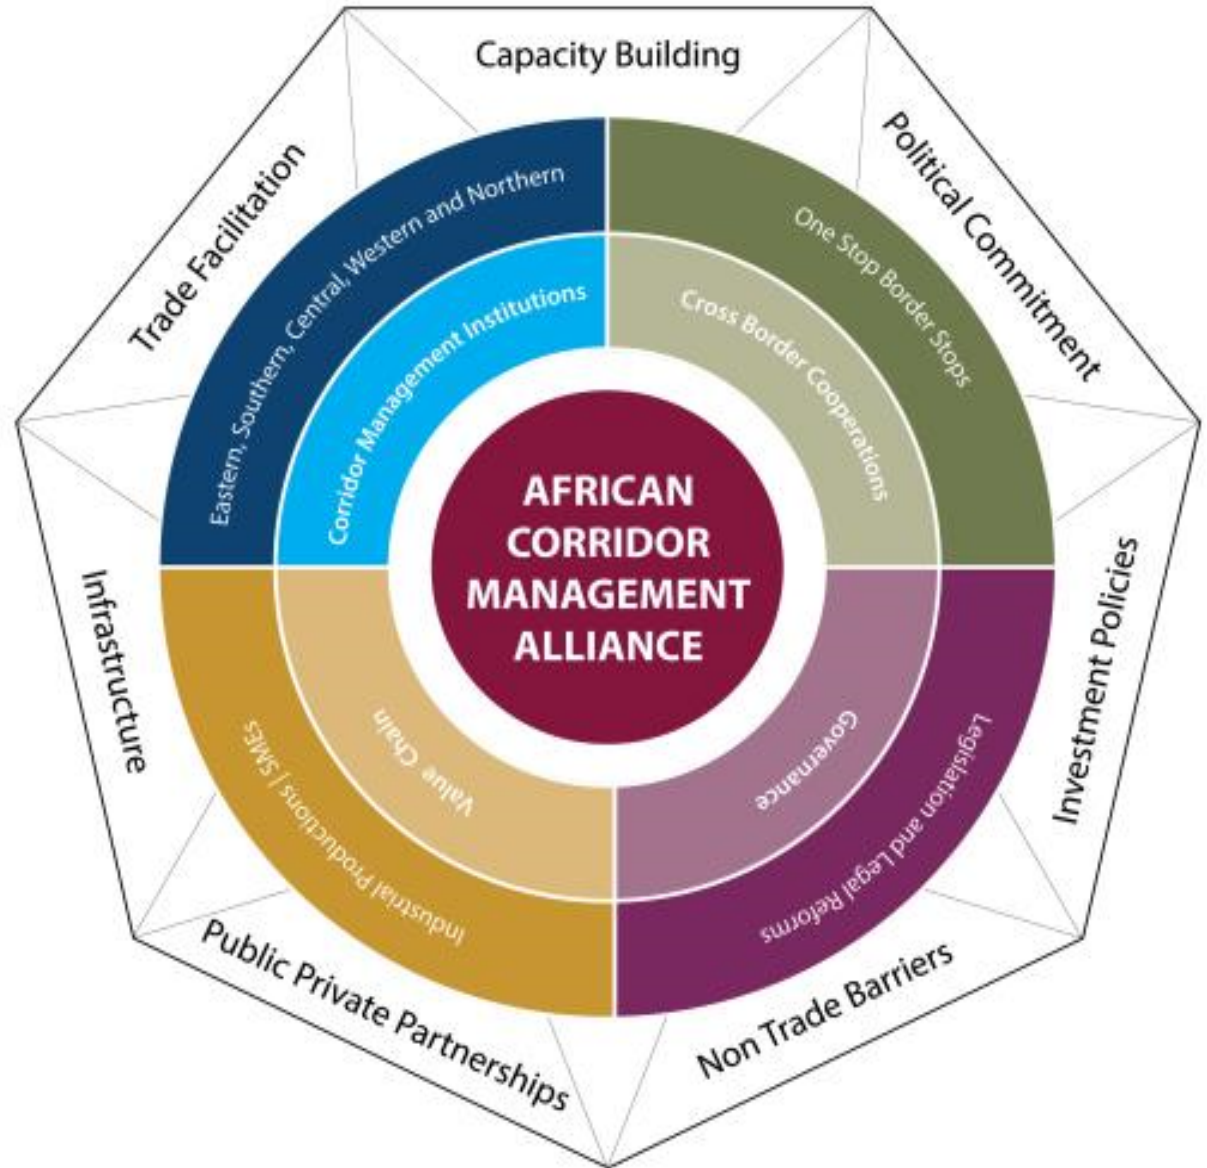 Capacity Building
Political Commitment
Investment Policies
Non Trade Barriers
Public Private Partnerships
Infrastructure
Trade Facilitation
Eastern, Southern, Central, Western and Northern
One Stop Border Stops
Legislation and Legal Reforms
Industrial Productions | SMEs
Corridor Management Institutions
Cross Border Cooperations
Governance
Value Chain
AFRICAN
CORRIDOR
MANAGEMENT
ALLIANCE